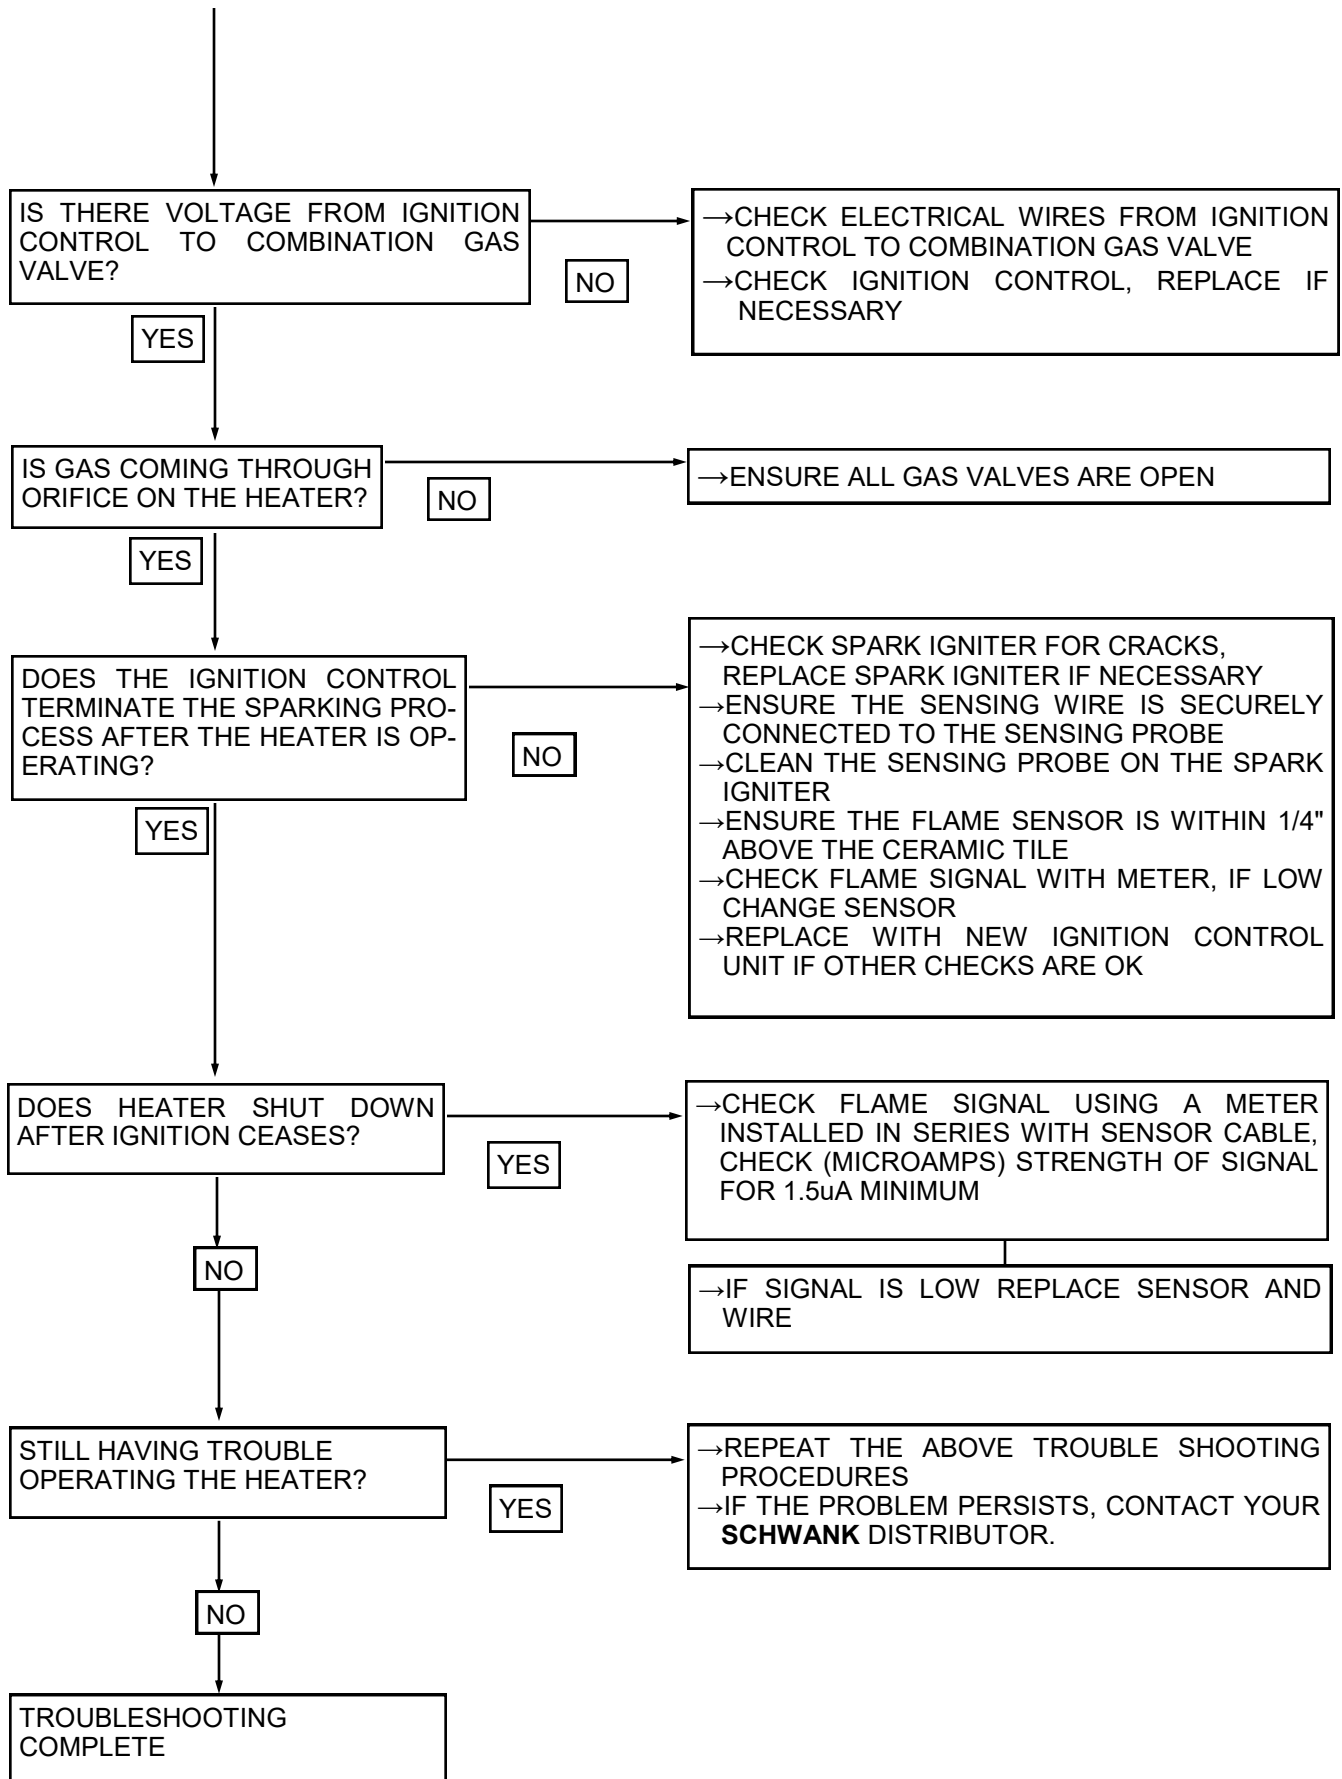 IS THERE VOLTAGE FROM IGNITION
CONTROL TO COMBINATION GAS
VALVE?
NO
→CHECK ELECTRICAL WIRES FROM IGNITION
CONTROL TO COMBINATION GAS VALVE
→CHECK IGNITION CONTROL, REPLACE IF
NECESSARY
YES
IS GAS COMING THROUGH
ORIFICE ON THE HEATER?
NO
→ENSURE ALL GAS VALVES ARE OPEN
YES
DOES THE IGNITION CONTROL
TERMINATE THE SPARKING PRO-
CESS AFTER THE HEATER IS OP-
ERATING?
NO
→CHECK SPARK IGNITER FOR CRACKS,
REPLACE SPARK IGNITER IF NECESSARY
→ENSURE THE SENSING WIRE IS SECURELY
CONNECTED TO THE SENSING PROBE
→CLEAN THE SENSING PROBE ON THE SPARK
IGNITER
→ENSURE THE FLAME SENSOR IS WITHIN 1/4"
ABOVE THE CERAMIC TILE
→CHECK FLAME SIGNAL WITH METER, IF LOW
CHANGE SENSOR
→REPLACE WITH NEW IGNITION CONTROL
UNIT IF OTHER CHECKS ARE OK
YES
DOES HEATER SHUT DOWN
AFTER IGNITION CEASES?
YES
→CHECK FLAME SIGNAL USING A METER
INSTALLED IN SERIES WITH SENSOR CABLE,
CHECK (MICROAMPS) STRENGTH OF SIGNAL
FOR 1.5uA MINIMUM
→IF SIGNAL IS LOW REPLACE SENSOR AND
WIRE
NO
STILL HAVING TROUBLE
OPERATING THE HEATER?
YES
→REPEAT THE ABOVE TROUBLE SHOOTING
PROCEDURES
→IF THE PROBLEM PERSISTS, CONTACT YOUR
SCHWANK DISTRIBUTOR.
NO
TROUBLESHOOTING
COMPLETE